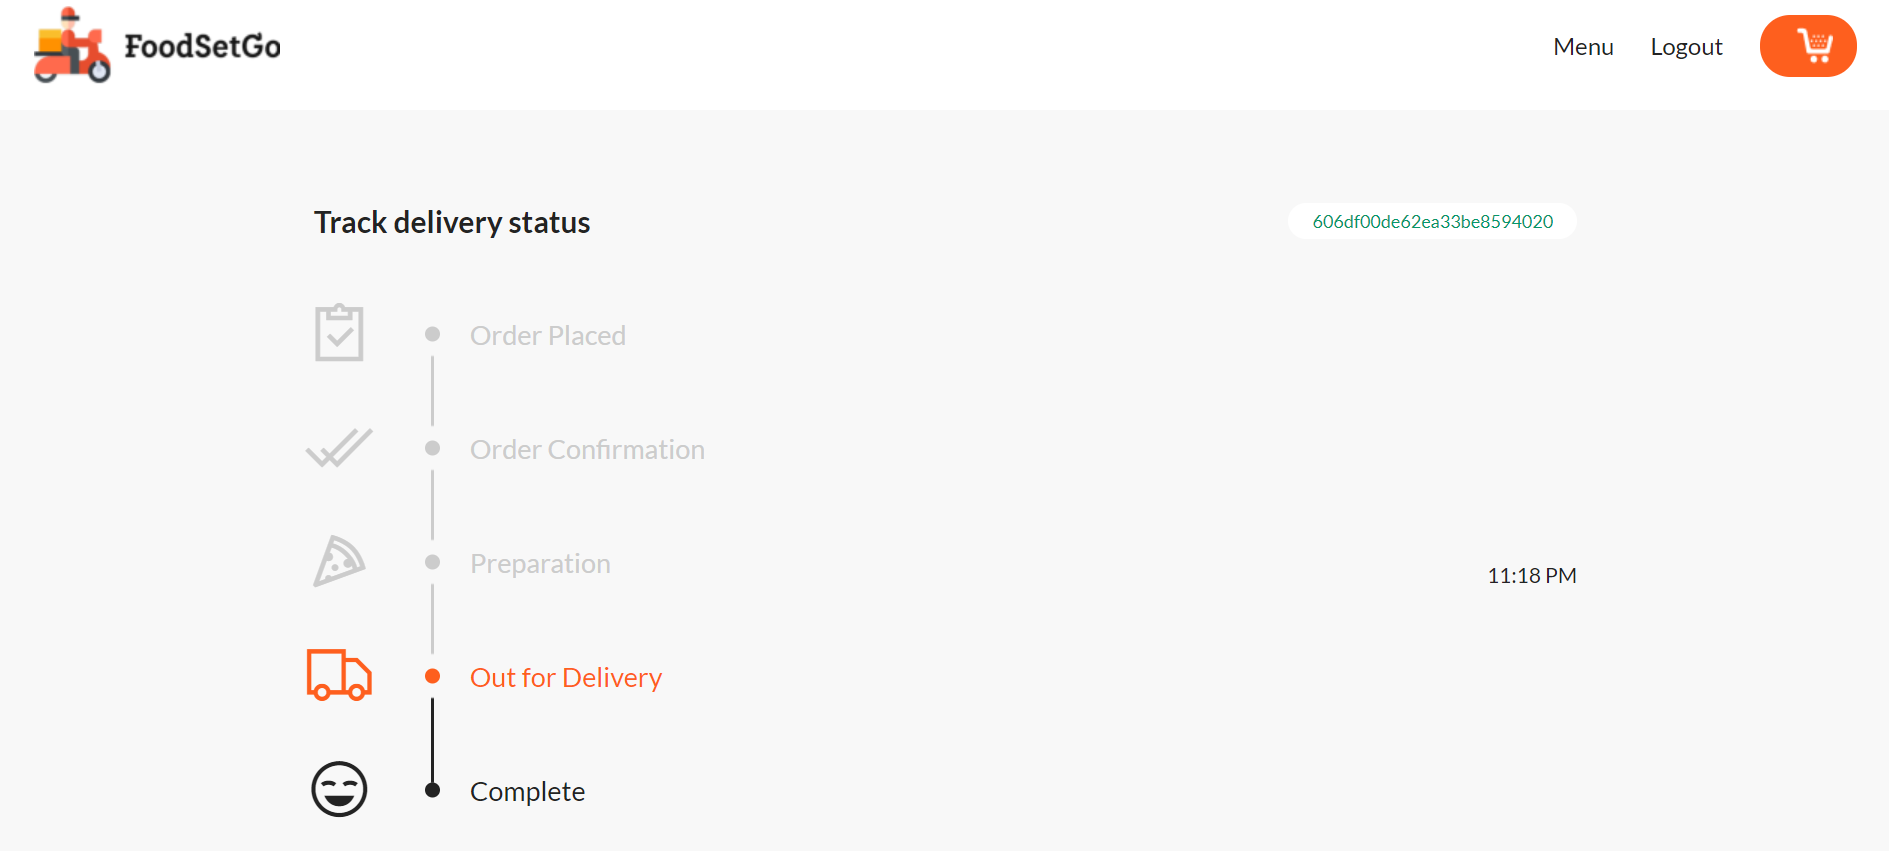 FoodSetGo
Menu Logout
Track delivery status
606df00de62ea33be8594020
Order Placed
Order Confirmation
Preparation
11:18 PM
Out for Delivery
Complete